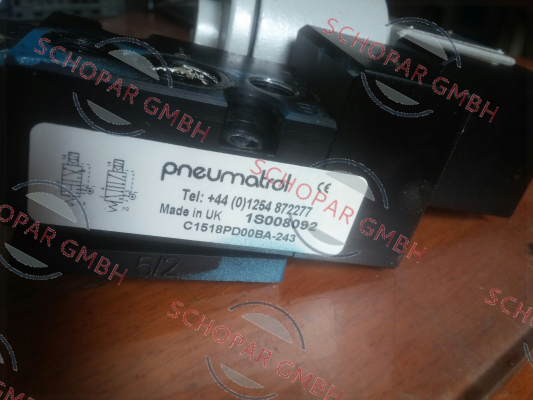 SCHOPAR GMBH
SCHOPAR GMBH
pneumatrol CE
Tel: +44 (0)1254 872277
Made in UK 1S008092
C1518PD00BA-243
5/2
SCHOPAR GMBH
SCHOPAR GMBH
SCHOPAR GMBH
SCHOPAR GMBH